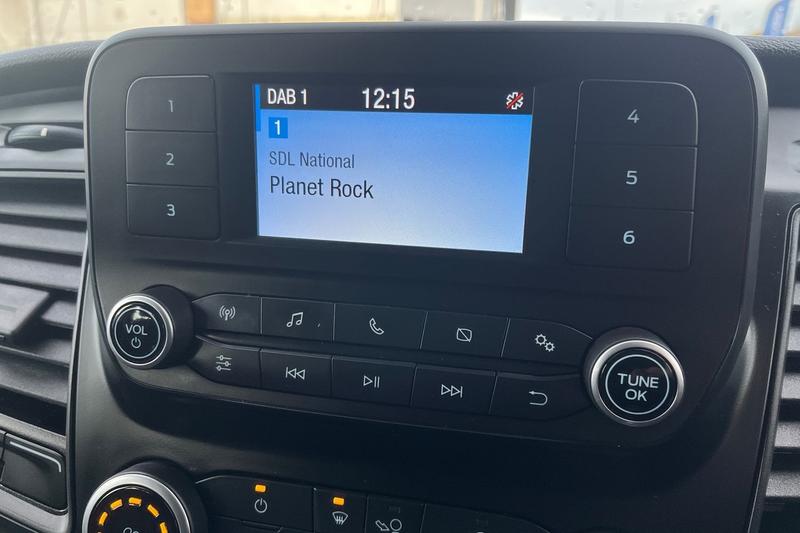 DAB 1 12:15
1
SDL National
Planet Rock
1
2
3
4
5
6
VOL
TUNE
OK